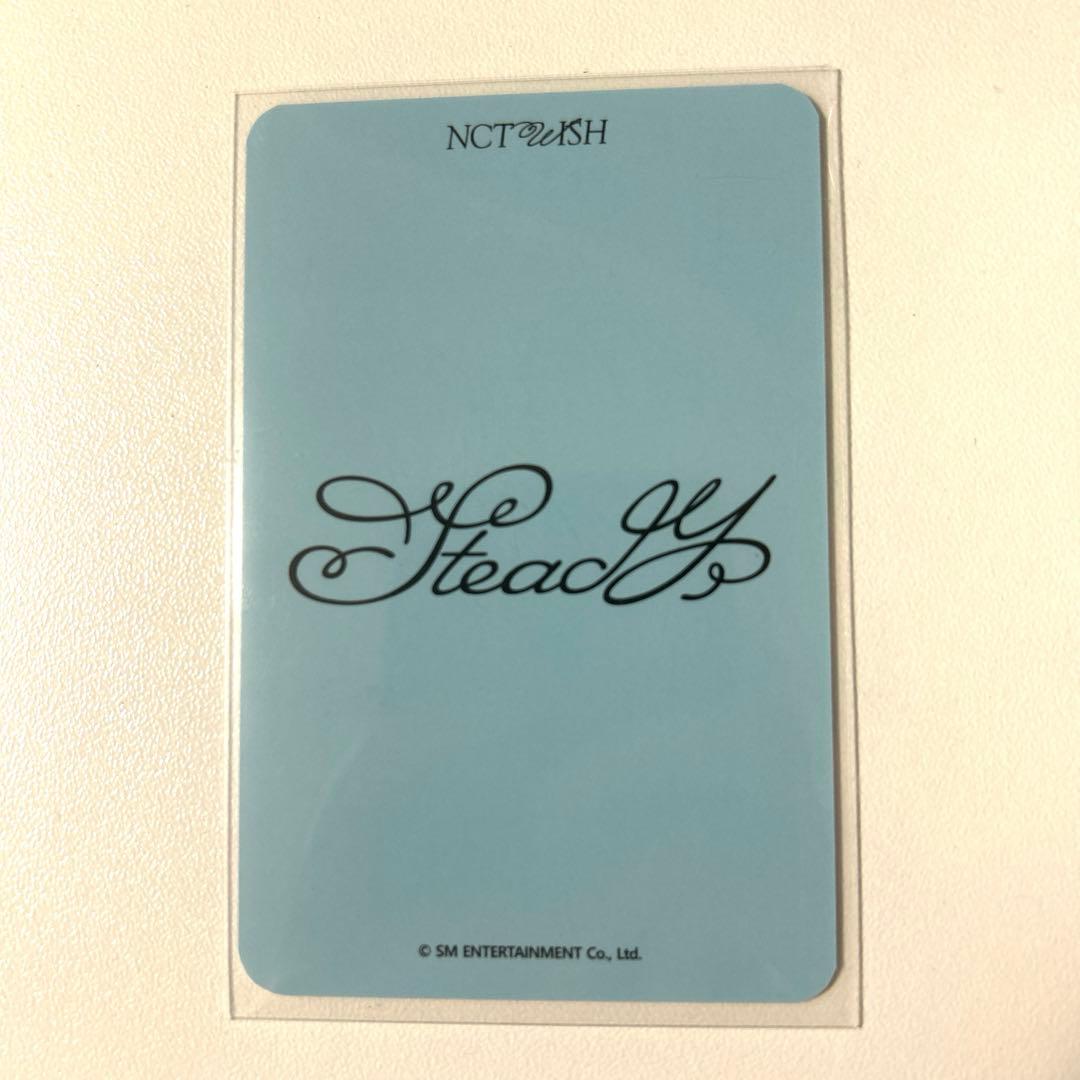 NCT WISH
Steady
© SM ENTERTAINMENT Co., Ltd.